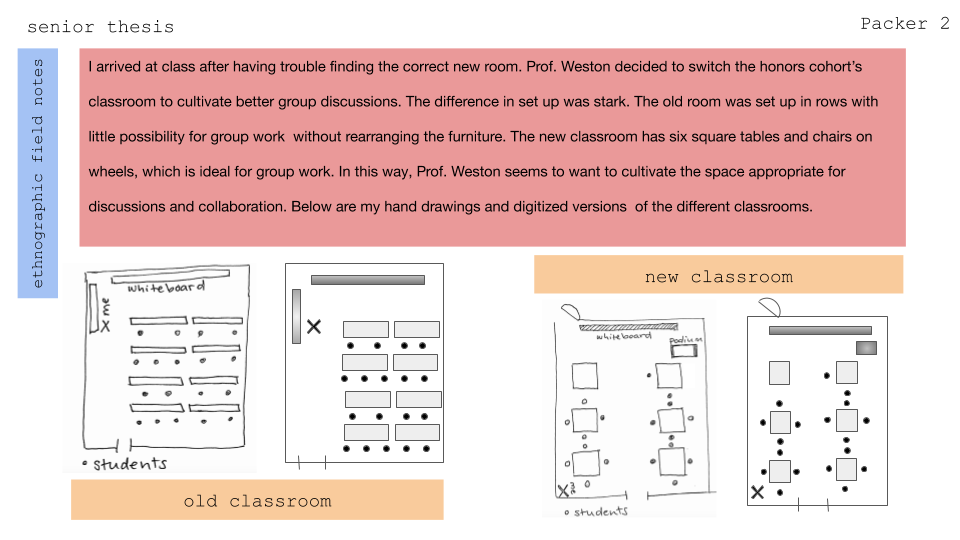 senior thesis
Packer 2
ethnographic field notes
I arrived at class after having trouble finding the correct new room. Prof. Weston decided to switch the honors cohort’s
classroom to cultivate better group discussions. The difference in set up was stark. The old room was set up in rows with
little possibility for group work  without rearranging the furniture. The new classroom has six square tables and chairs on
wheels, which is ideal for group work. In this way, Prof. Weston seems to want to cultivate the space appropriate for
discussions and collaboration. Below are my hand drawings and digitized versions  of the different classrooms.
whiteboard
X me
students
old classroom
new classroom
whiteboard
Podium
X me
students